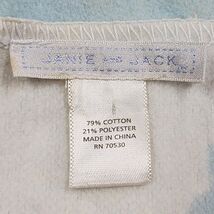 JANIE AND JACK
79% COTTON
21% POLYESTER
MADE IN CHINA
RN 70530